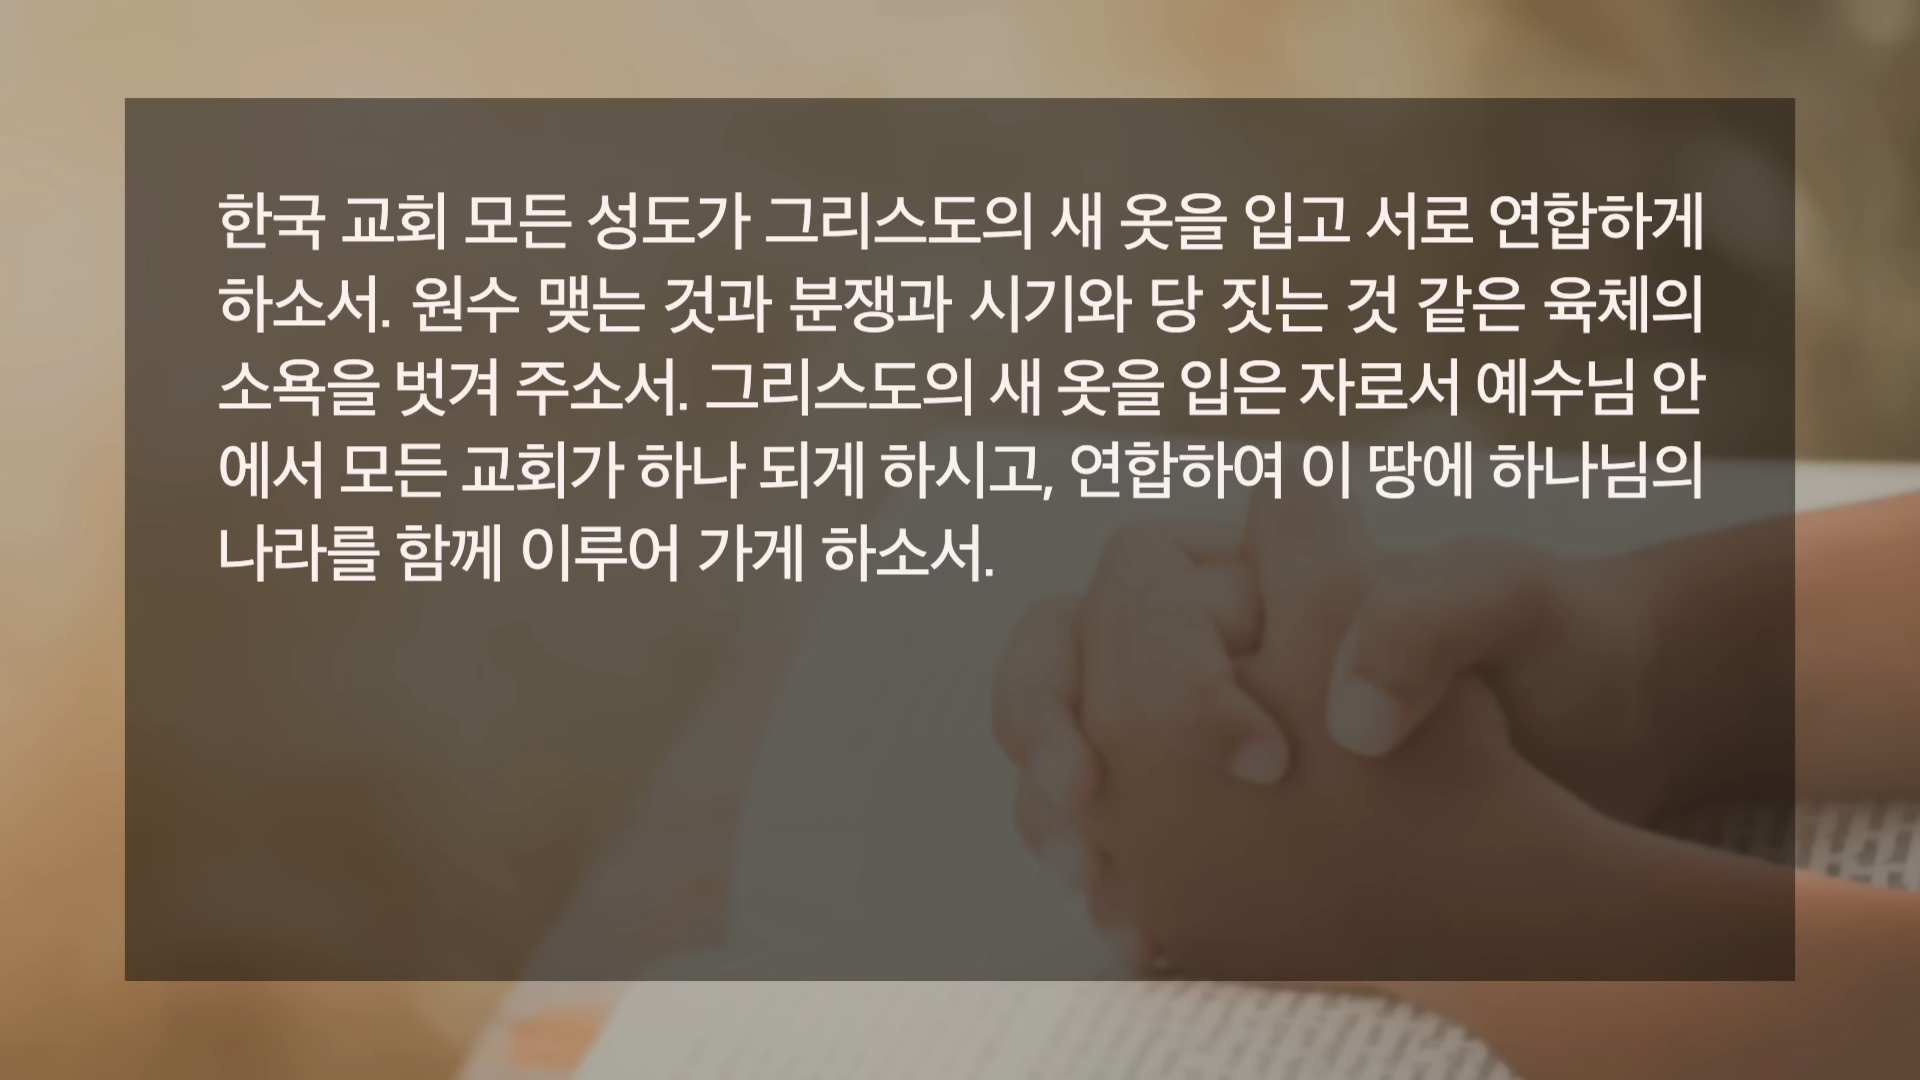 한국 교회 모든 성도가 그리스도의 새 옷을 입고 서로 연합하게
하소서. 원수 맺는 것과 분쟁과 시기와 당 짓는 것 같은 육체의
소욕을 벗겨 주소서. 그리스도의 새 옷을 입은 자로서 예수님 안
에서 모든 교회가 하나 되게 하시고, 연합하여 이 땅에 하나님의
나라를 함께 이루어 가게 하소서.